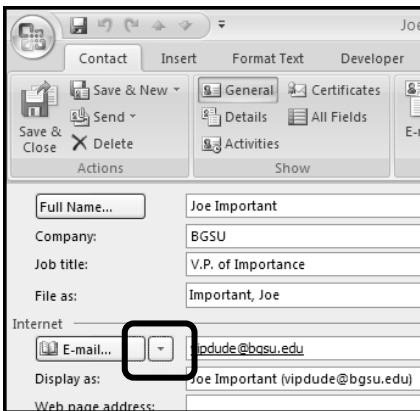 Joe
Contact Insert Format Text Developer
Save & Close
Save & New
Send
Delete
Actions
General
Details
Activities
Certificates
All Fields
Show
E-
Full Name... Joe Important
Company: BGSU
Job title: V.P. of Importance
File as: Important, Joe
Internet
E-mail... vipdude@bgsu.edu
Display as: Joe Important (vipdude@bgsu.edu)
Web page address: